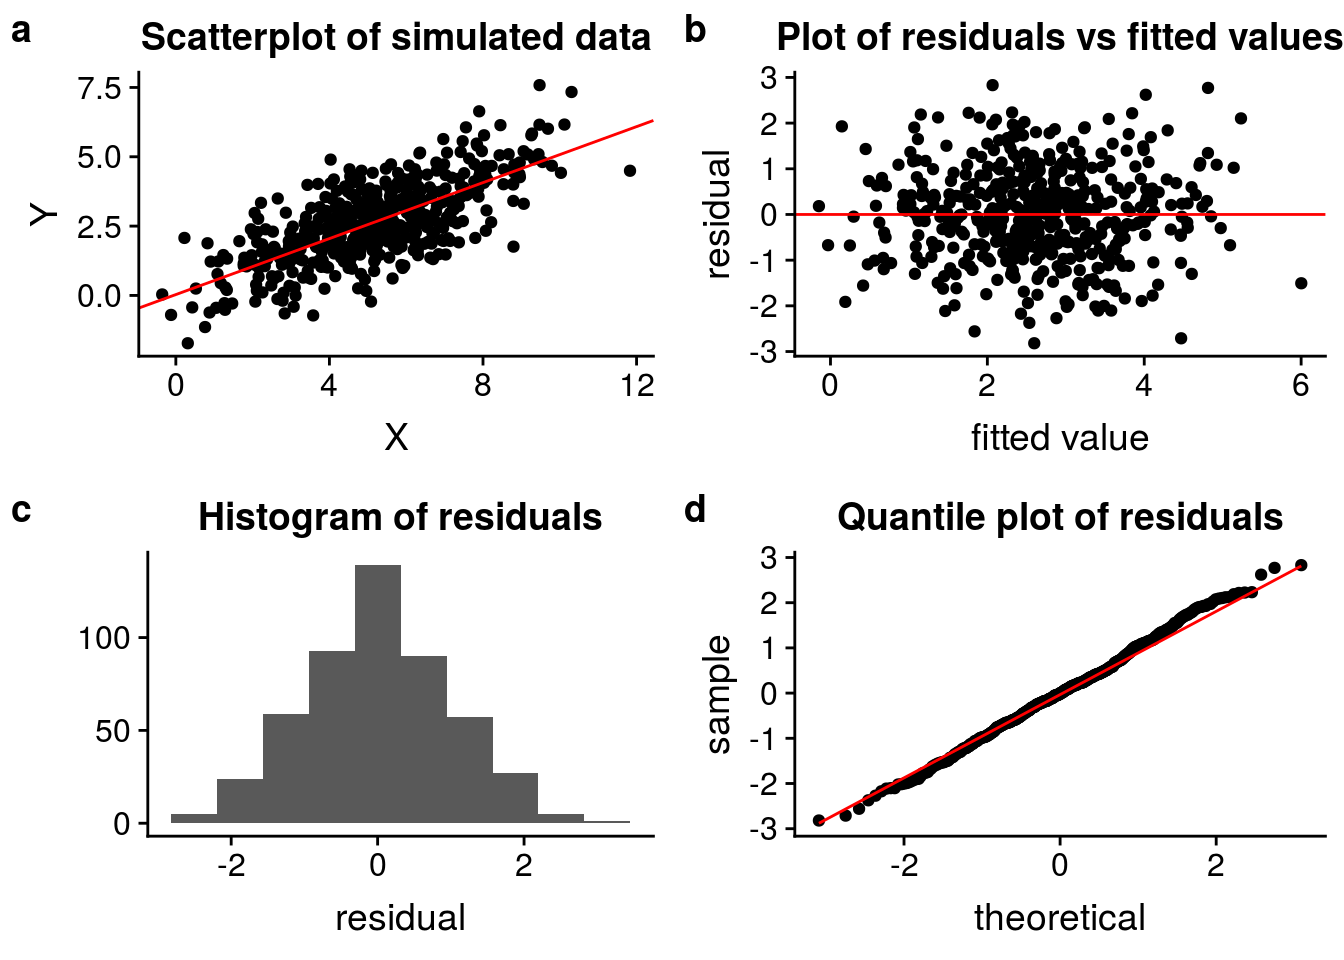 a
Scatterplot of simulated data
7.5
5.0
2.5
0.0
Y
0 4 8 12
X
b
Plot of residuals vs fitted values
3
2
1
0
-1
-2
-3
residual
0 2 4 6
fitted value
c
Histogram of residuals
100
50
0
-2 0 2
residual
d
Quantile plot of residuals
3
2
1
0
-1
-2
-3
sample
-2 0 2
theoretical